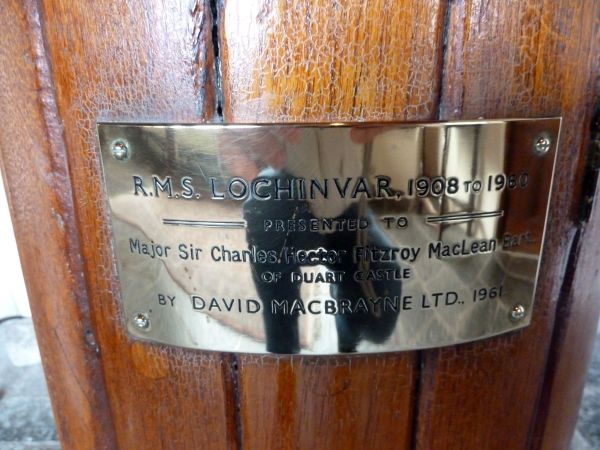 R.M.S. LOCHINVAR, 1908 TO 1960
PRESENTED TO
Major Sir Charles Hector Fitzroy MacLean Bart.
OF DUART CASTLE
BY DAVID MACBRAYNE LTD., 1961